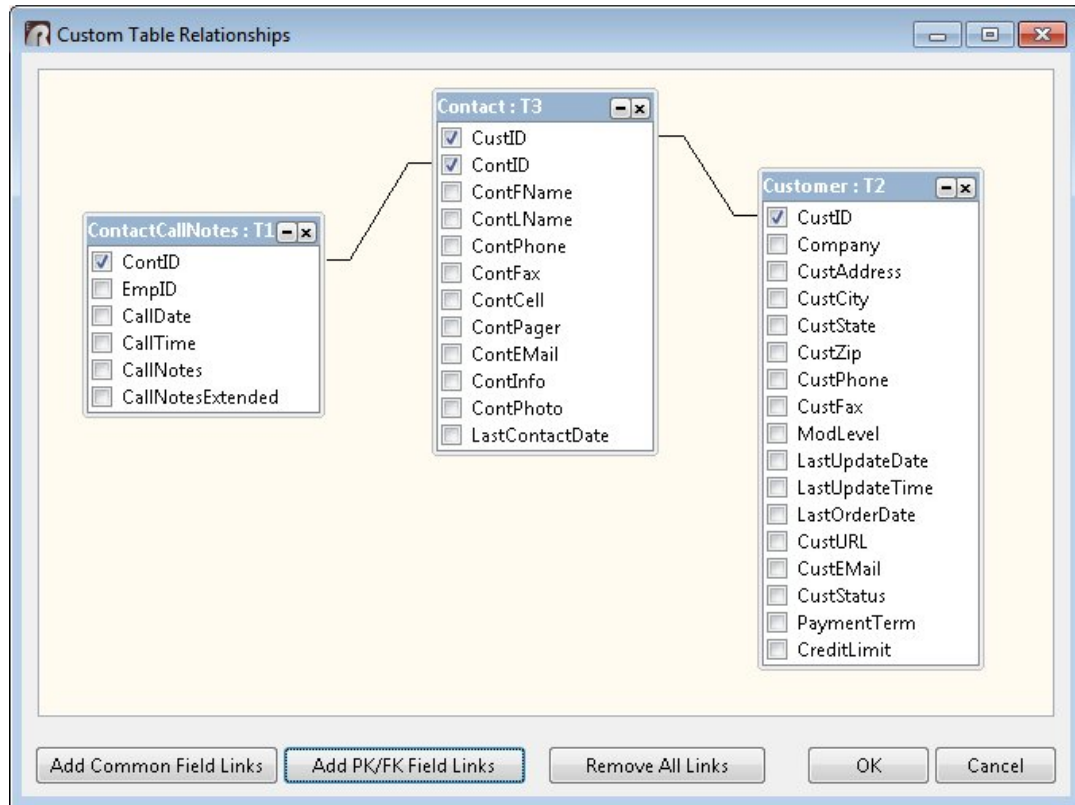 Custom Table Relationships
ContactCallNotes : T1
ContID
EmpID
CallDate
CallTime
CallNotes
CallNotesExtended
Contact : T3
CustID
ContID
ContFName
ContLName
ContPhone
ContFax
ContCell
ContPager
ContEMail
ContInfo
ContPhoto
LastContactDate
Customer : T2
CustID
Company
CustAddress
CustCity
CustState
CustZip
CustPhone
CustFax
ModLevel
LastUpdateDate
LastUpdateTime
LastOrderDate
CustURL
CustEMail
CustStatus
PaymentTerm
CreditLimit
Add Common Field Links
Add PK/FK Field Links
Remove All Links
OK
Cancel